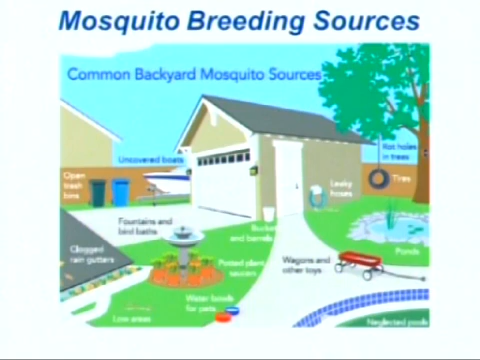 Mosquito Breeding Sources
Common Backyard Mosquito Sources
Uncovered boats
Rot holes
in trees
Open
trash
bins
Tires
Leaky
hoses
Fountains and
bird baths
Buckets
and barrels
Clogged
rain gutters
Potted plant
saucers
Wagons and
other toys
Ponds
Water bowls
for pets
Low areas
Neglected pools